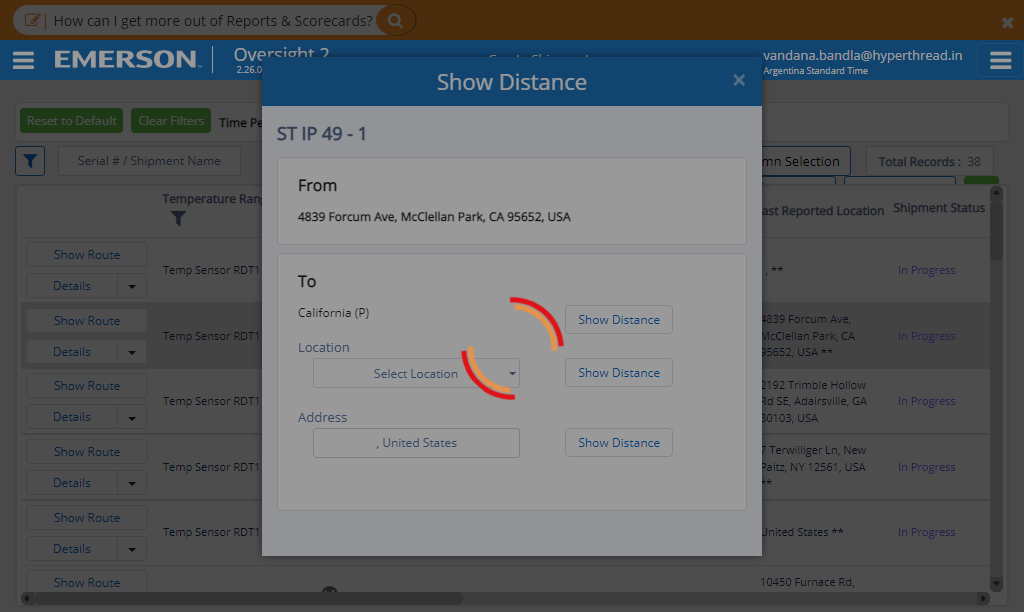 How can I get more out of Reports & Scorecards?
EMERSON
Oversight 2
2.26.0
vandana.bandla@hyperthread.in
Argentina Standard Time
Show Distance
Reset to Default
Clear Filters
ST IP 49 - 1
Serial # / Shipment Name
Column Selection
Total Records : 38
From
4839 Forcum Ave, McClellan Park, CA 95652, USA
Temperature
Last Reported Location
Shipment Status
Show Route
Details
Temp Sensor RDT1
, **
In Progress
To
California (P)
Show Distance
Location
Select Location
Show Distance
Address
, United States
Show Distance
Show Route
Details
Temp Sensor RDT1
4839 Forcum Ave,
McClellan Park, CA
95652, USA **
In Progress
Show Route
Details
Temp Sensor RDT1
2192 Trimble Hollow
Rd SE, Adairsville, GA
30103, USA
In Progress
Show Route
Details
Temp Sensor RDT1
7 Terwilliger Ln, New
Paltz, NY 12561, USA
**
In Progress
Show Route
Details
Temp Sensor RDT1
United States **
In Progress
Show Route
10450 Furnace Rd,